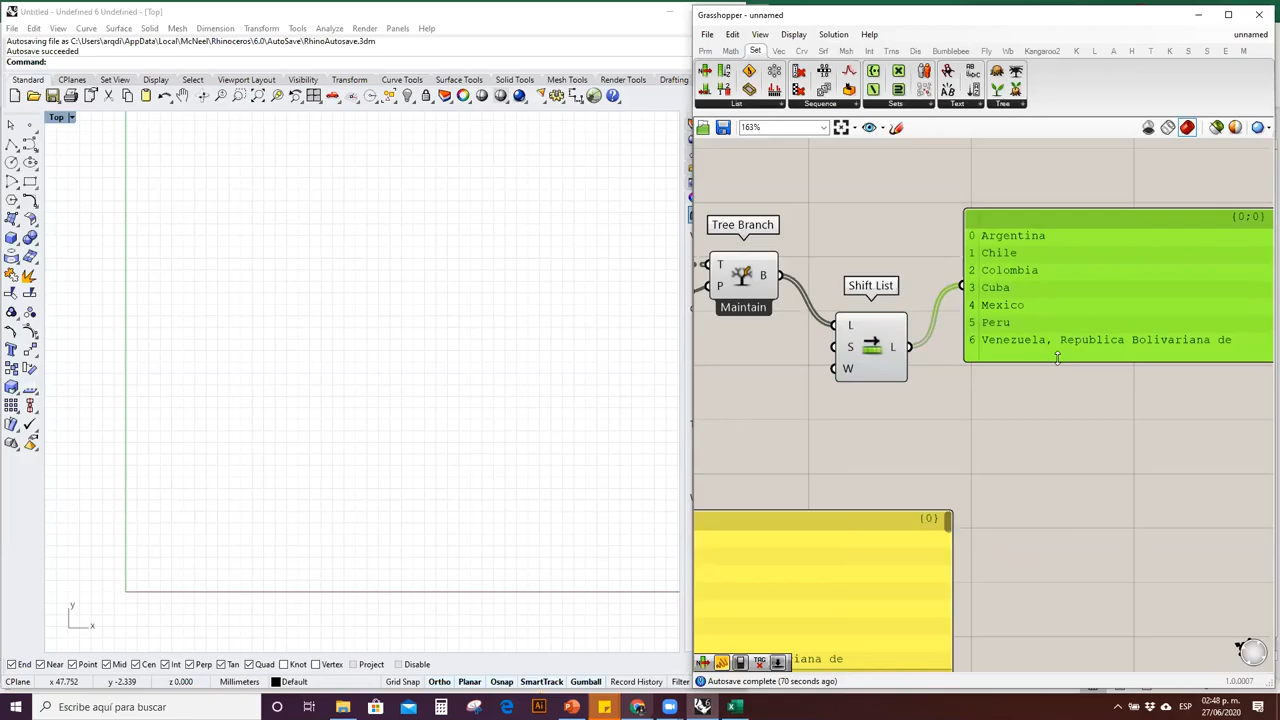 Untitled - Undefined 6 Undefined - [Top]
File Edit View Curve Surface Solid Mesh Dimension Transform Tools Analyze Render Panels Help
Autosaving file as C:\Users\arqdi\AppData\Local\McNeel\Rhinoceros\6.0\AutoSave\RhinoAutosave.3dm
Autosave succeeded
Command:
Standard CPlanes Set View Display Select Viewport Layout Visibility Transform Curve Tools Surface Tools Solid Tools Mesh Tools Render Tools Drafting
Top
y
x
End Near Point Mid Cen Int Perp Tan Quad Knot Vertex Project Disable
CPlane x 47.752 y -2.339 z 0.000 Millimeters Default Grid Snap Ortho Planar Osnap SmartTrack Gumball Record History Filter
Grasshopper - unnamed
File Edit View Display Solution Help unnamed
Prm Math Set Vec Crv Srf Msh Int Trns Dis Bumblebee Fly Wb Kangaroo2 K L A H T K S S E M
List Sequence Sets Text Tree
163%
Tree Branch
T
P
B
Maintain
Shift List
L
S
W
L
{0;0}
0 Argentina
1 Chile
2 Colombia
3 Cuba
4 Mexico
5 Peru
6 Venezuela, Republica Bolivariana de
{0}
iana de
Autosave complete (70 seconds ago) 1.0.0007
Escribe aquí para buscar
ESP
02:48 p. m.
27/06/2020